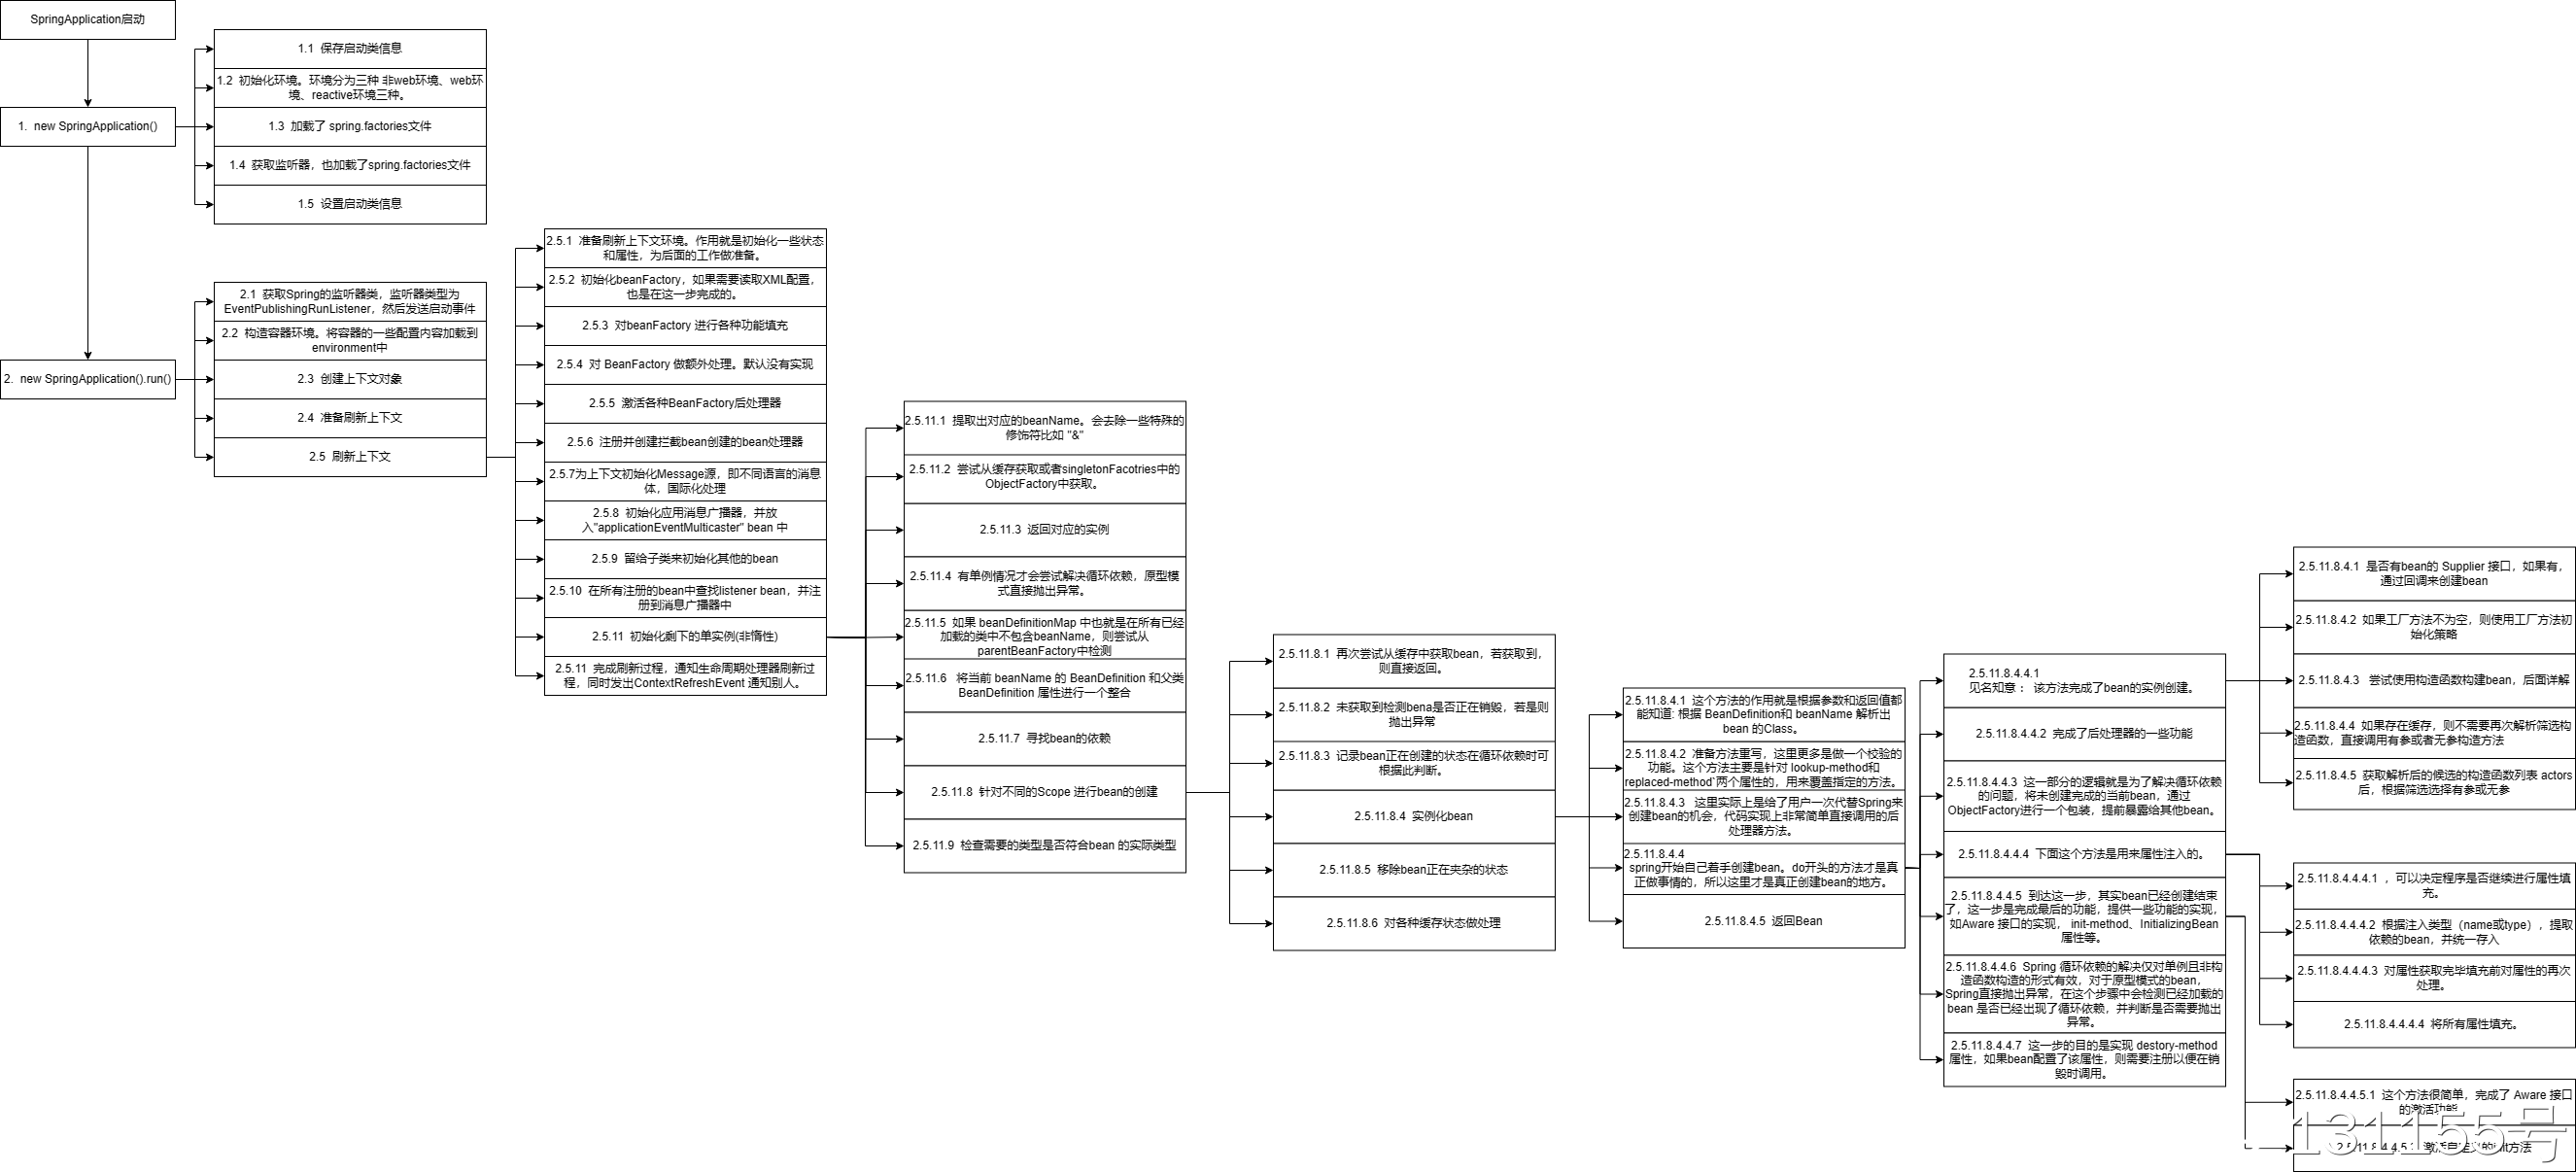 SpringApplication启动
1.  new SpringApplication()
1.1  保存启动类信息
1.2  初始化环境。环境分为三种 非web环境、web环
境、reactive环境三种。
1.3  加载了 spring.factories文件
1.4  获取监听器，也加载了spring.factories文件
1.5  设置启动类信息
2.  new SpringApplication().run()
2.1  获取Spring的监听器类，监听器类型为
EventPublishingRunListener，然后发送启动事件
2.2  构造容器环境。将容器的一些配置内容加载到
environment中
2.3  创建上下文对象
2.4  准备刷新上下文
2.5  刷新上下文
2.5.1  准备刷新上下文环境。作用就是初始化一些状态
和属性，为后面的工作做准备。
2.5.2  初始化beanFactory，如果需要读取XML配置，
也是在这一步完成的。
2.5.3  对beanFactory 进行各种功能填充
2.5.4  对 BeanFactory 做额外处理。默认没有实现
2.5.5  激活各种BeanFactory后处理器
2.5.6  注册并创建拦截bean创建的bean处理器
2.5.7为上下文初始化Message源，即不同语言的消息
体，国际化处理
2.5.8  初始化应用消息广播器，并放
入"applicationEventMulticaster" bean 中
2.5.9  留给子类来初始化其他的bean
2.5.10  在所有注册的bean中查找listener bean，并注
册到消息广播器中
2.5.11  初始化剩下的单实例(非惰性)
2.5.11  完成刷新过程，通知生命周期处理器刷新过
程，同时发出ContextRefreshEvent 通知别人。
2.5.11.1  提取出对应的beanName。会去除一些特殊的
修饰符比如 "&"
2.5.11.2  尝试从缓存获取或者singletonFacotries中的
ObjectFactory中获取。
2.5.11.3  返回对应的实例
2.5.11.4  有单例情况才会尝试解决循环依赖，原型模
式直接抛出异常。
2.5.11.5  如果 beanDefinitionMap 中也就是在所有已经
加载的类中不包含beanName，则尝试从
parentBeanFactory中检测
2.5.11.6   将当前 beanName 的 BeanDefinition 和父类
BeanDefinition 属性进行一个整合
2.5.11.7  寻找bean的依赖
2.5.11.8  针对不同的Scope 进行bean的创建
2.5.11.9  检查需要的类型是否符合bean 的实际类型
2.5.11.8.1  再次尝试从缓存中获取bean，若获取到，
则直接返回。
2.5.11.8.2  未获取到检测bena是否正在销毁，若是则
抛出异常
2.5.11.8.3  记录bean正在创建的状态在循环依赖时可
根据此判断。
2.5.11.8.4  实例化bean
2.5.11.8.5  移除bean正在夹杂的状态
2.5.11.8.6  对各种缓存状态做处理
2.5.11.8.4.1  这个方法的作用就是根据参数和返回值都
能知道: 根据 BeanDefinition和 beanName 解析出
bean 的Class。
2.5.11.8.4.2  准备方法重写，这里更多是做一个校验的
功能。这个方法主要是针对 lookup-method和
replaced-method`两个属性的，用来覆盖指定的方法。
2.5.11.8.4.3   这里实际上是给了用户一次代替Spring来
创建bean的机会，代码实现上非常简单直接调用的后
处理器方法。
2.5.11.8.4.4
spring开始自己着手创建bean。do开头的方法才是真
正做事情的，所以这里才是真正创建bean的地方。
2.5.11.8.4.5  返回Bean
2.5.11.8.4.4.1
见名知意：  该方法完成了bean的实例创建。
2.5.11.8.4.4.2  完成了后处理器的一些功能
2.5.11.8.4.4.3  这一部分的逻辑就是为了解决循环依赖
的问题，将未创建完成的当前bean，通过
ObjectFactory进行一个包装，提前暴露给其他bean。
2.5.11.8.4.4.4  下面这个方法是用来属性注入的。
2.5.11.8.4.4.5  到达这一步，其实bean已经创建结束
了，这一步是完成最后的功能，提供一些功能的实现，
如Aware 接口的实现， init-method、InitializingBean
属性等。
2.5.11.8.4.4.6  Spring 循环依赖的解决仅对单例且非构
造函数构造的形式有效，对于原型模式的bean，
Spring直接抛出异常，在这个步骤中会检测已经加载的
bean 是否已经出现了循环依赖，并判断是否需要抛出
异常。
2.5.11.8.4.4.7  这一步的目的是实现 destory-method
属性，如果bean配置了该属性，则需要注册以便在销
毁时调用。
2.5.11.8.4.1  是否有bean的 Supplier 接口，如果有，
通过回调来创建bean
2.5.11.8.4.2  如果工厂方法不为空，则使用工厂方法初
始化策略
2.5.11.8.4.3   尝试使用构造函数构建bean，后面详解
2.5.11.8.4.4  如果存在缓存，则不需要再次解析筛选构
造函数，直接调用有参或者无参构造方法
2.5.11.8.4.5  获取解析后的候选的构造函数列表 actors
后，根据筛选选择有参或无参
2.5.11.8.4.4.4.1  ，可以决定程序是否继续进行属性填
充。
2.5.11.8.4.4.4.2  根据注入类型（name或type），提取
依赖的bean，并统一存入
2.5.11.8.4.4.4.3  对属性获取完毕填充前对属性的再次
处理。
2.5.11.8.4.4.4.4  将所有属性填充。
2.5.11.8.4.4.5.1  这个方法很简单，完成了 Aware 接口
的激活功能
方法
131155号